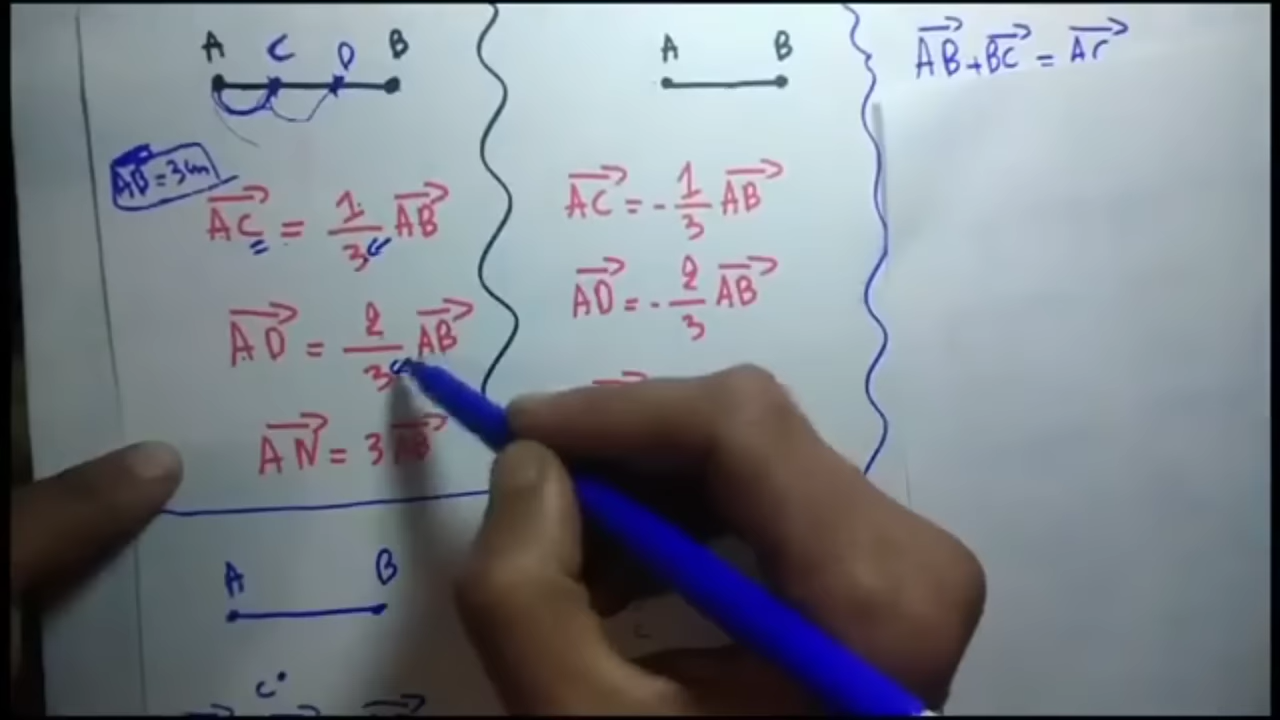 A C D B
AB = 3cm
AC = 1/3 AB
AD = 2/3 AB
AN = 3 AB
A B
C
A B
AC = - 1/3 AB
AD = - 2/3 AB
AB + BC = AC